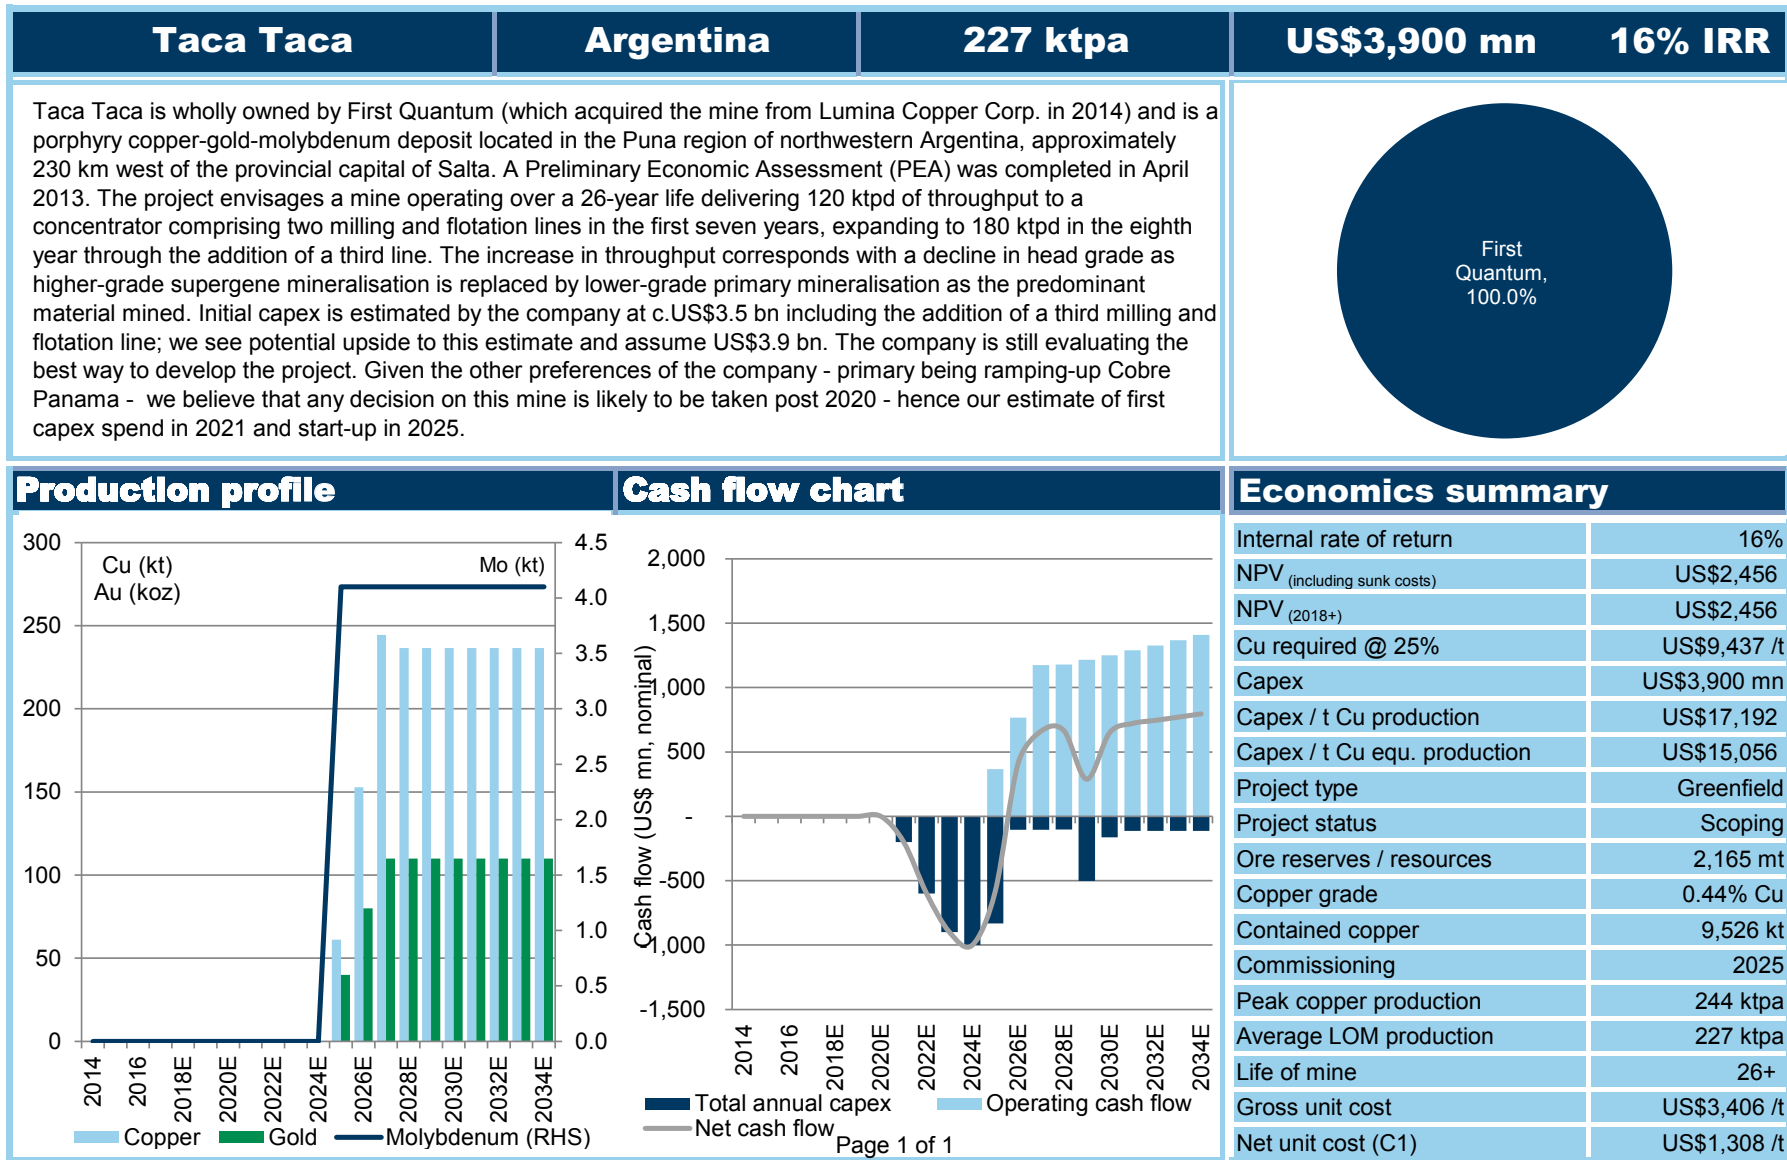 Taca Taca Argentina 227 ktpa US$3,900 mn 16% IRR
Taca Taca is wholly owned by First Quantum (which acquired the mine from Lumina Copper Corp. in 2014) and is a
porphyry copper-gold-molybdenum deposit located in the Puna region of northwestern Argentina, approximately
230 km west of the provincial capital of Salta. A Preliminary Economic Assessment (PEA) was completed in April
2013. The project envisages a mine operating over a 26-year life delivering 120 ktpd of throughput to a
concentrator comprising two milling and flotation lines in the first seven years, expanding to 180 ktpd in the eighth
year through the addition of a third line. The increase in throughput corresponds with a decline in head grade as
higher-grade supergene mineralisation is replaced by lower-grade primary mineralisation as the predominant
material mined. Initial capex is estimated by the company at c.US$3.5 bn including the addition of a third milling and
flotation line; we see potential upside to this estimate and assume US$3.9 bn. The company is still evaluating the
best way to develop the project. Given the other preferences of the company - primary being ramping-up Cobre
Panama - we believe that any decision on this mine is likely to be taken post 2020 - hence our estimate of first
capex spend in 2021 and start-up in 2025.
First
Quantum,
100.0%
Production profile
Cu (kt)
Au (koz)
Mo (kt)
300
250
200
150
100
50
0
4.5
4.0
3.5
3.0
2.5
2.0
1.5
1.0
0.5
0.0
2014
2016
2018E
2020E
2022E
2024E
2026E
2028E
2030E
2032E
2034E
Copper Gold Molybdenum (RHS)
Cash flow chart
Cash flow (US$ mn, nominal)
2,000
1,500
1,000
500
-
-500
-1,000
-1,500
2014
2016
2018E
2020E
2022E
2024E
2026E
2028E
2030E
2032E
2034E
Total annual capex Operating cash flow
Net cash flow
Page 1 of 1
Economics summary
Internal rate of return 16%
NPV (including sunk costs) US$2,456
NPV (2018+) US$2,456
Cu required @ 25% US$9,437 /t
Capex US$3,900 mn
Capex / t Cu production US$17,192
Capex / t Cu equ. production US$15,056
Project type Greenfield
Project status Scoping
Ore reserves / resources 2,165 mt
Copper grade 0.44% Cu
Contained copper 9,526 kt
Commissioning 2025
Peak copper production 244 ktpa
Average LOM production 227 ktpa
Life of mine 26+
Gross unit cost US$3,406 /t
Net unit cost (C1) US$1,308 /t